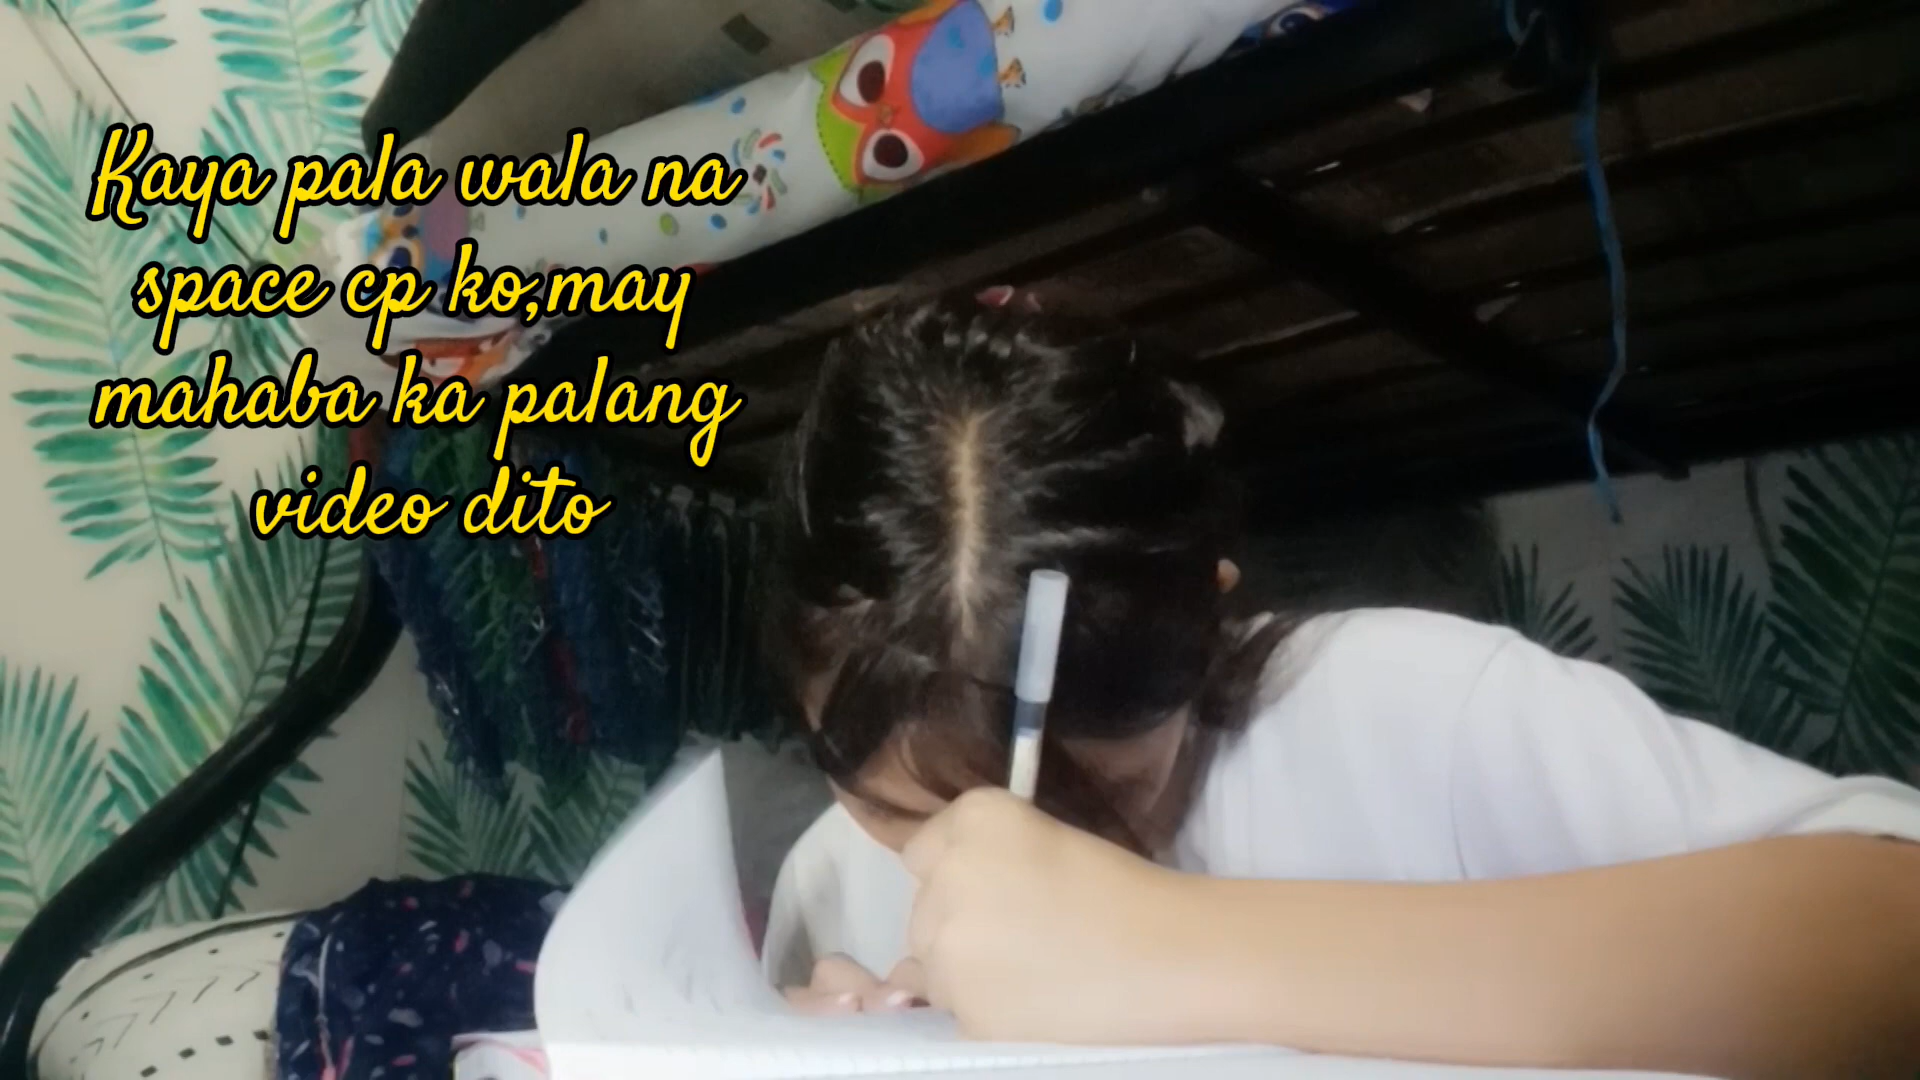 Kaya pala wala na
space cp ko,may
mahaba ka palang
video dito